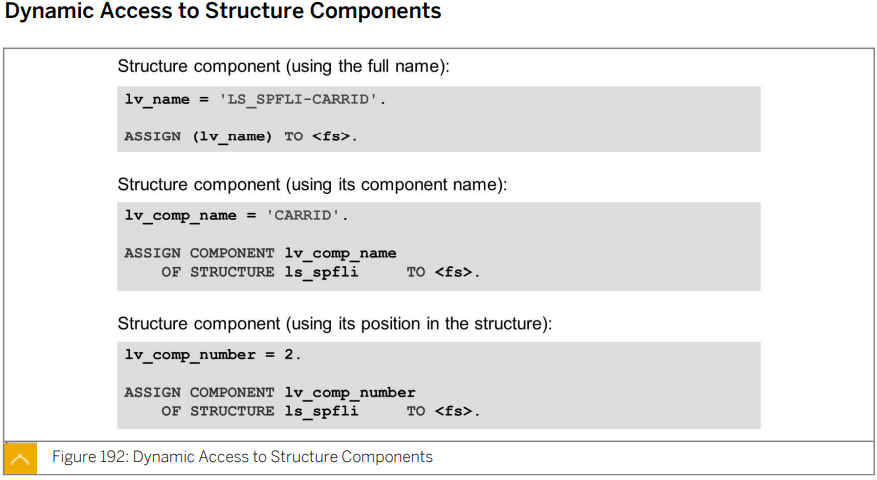 Dynamic Access to Structure Components
Structure component (using the full name):
lv_name = 'LS_SPFLI-CARRID'.
ASSIGN (lv_name) TO <fs>.
Structure component (using its component name):
lv_comp_name = 'CARRID'.
ASSIGN COMPONENT lv_comp_name
OF STRUCTURE ls_spfli TO <fs>.
Structure component (using its position in the structure):
lv_comp_number = 2.
ASSIGN COMPONENT lv_comp_number
OF STRUCTURE ls_spfli TO <fs>.
Figure 192: Dynamic Access to Structure Components